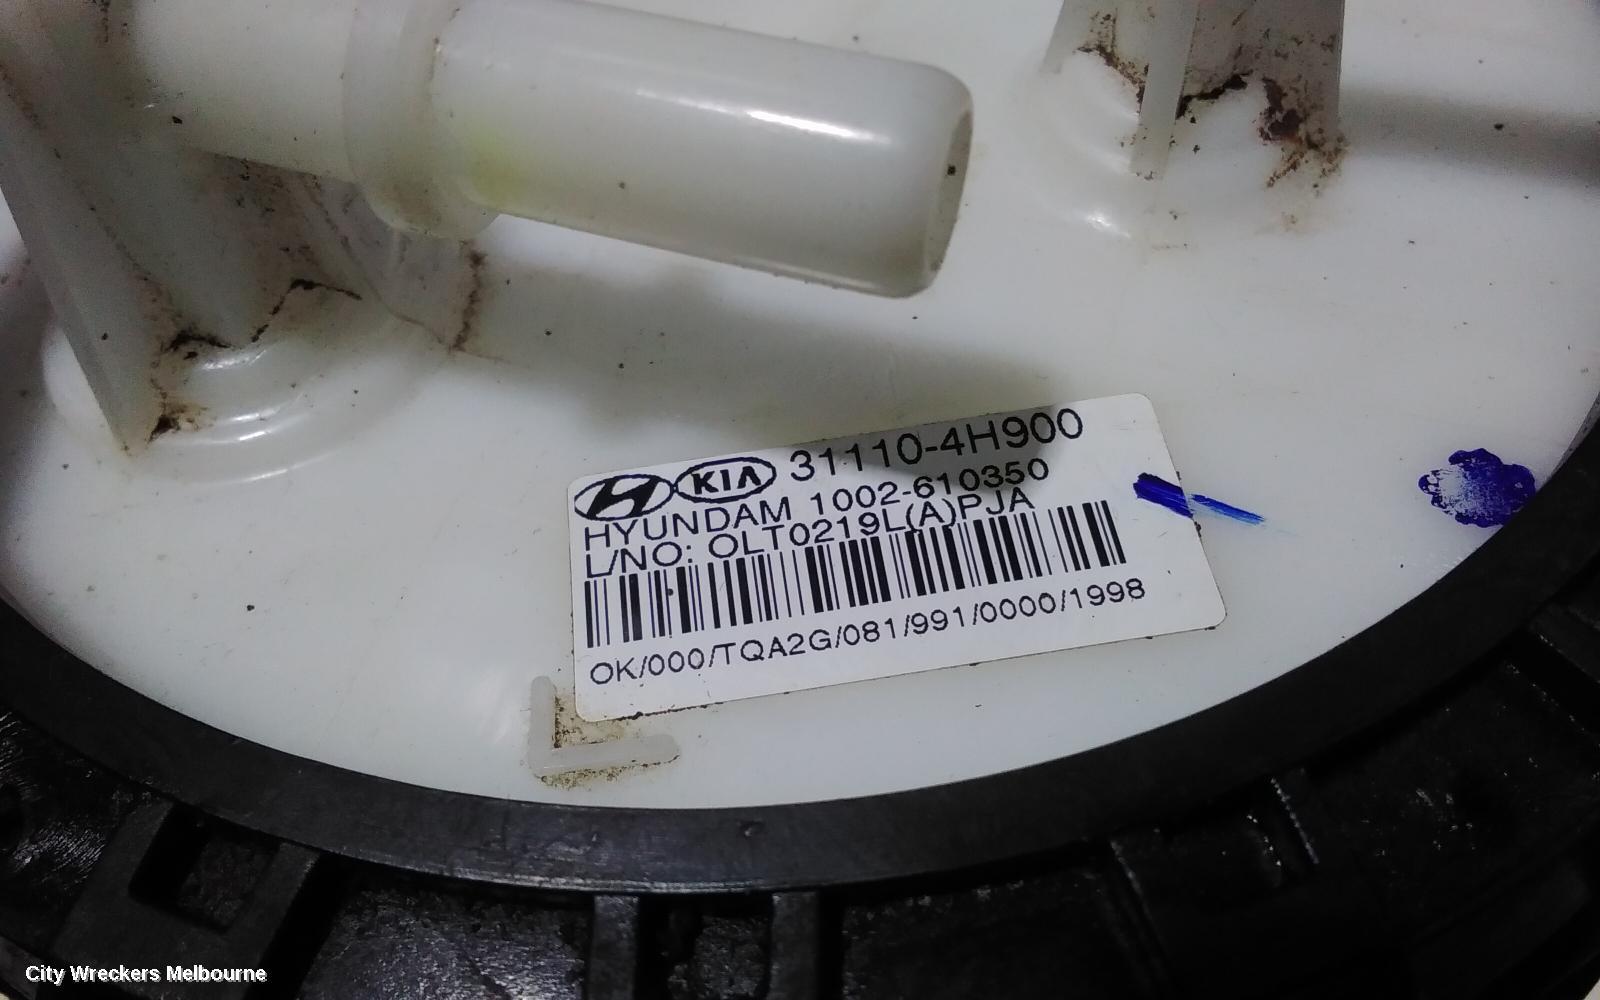 KIA 31110-4H900
HYUNDAM 1002-610350
L/NO: OLT0219L(A)PJA
OK/000/TQA2G/081/991/0000/1998
City Wreckers Melbourne